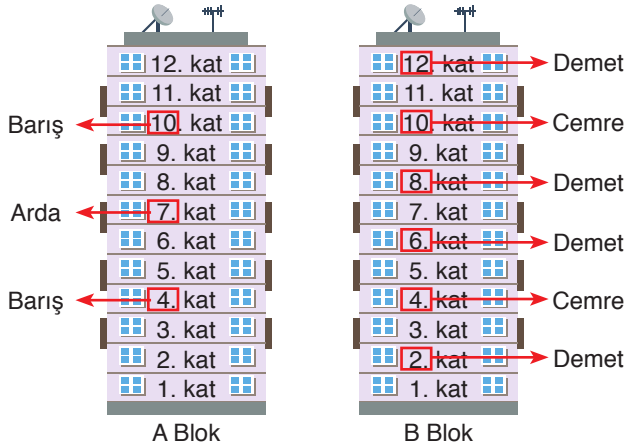 12. kat
11. kat
Barış 10. kat
9. kat
8. kat
Arda 7. kat
6. kat
5. kat
Barış 4. kat
3. kat
2. kat
1. kat
A Blok
12. kat Demet
11. kat
10. kat Cemre
9. kat
8. kat Demet
7. kat
6. kat Demet
5. kat
4. kat Cemre
3. kat
2. kat Demet
1. kat
B Blok